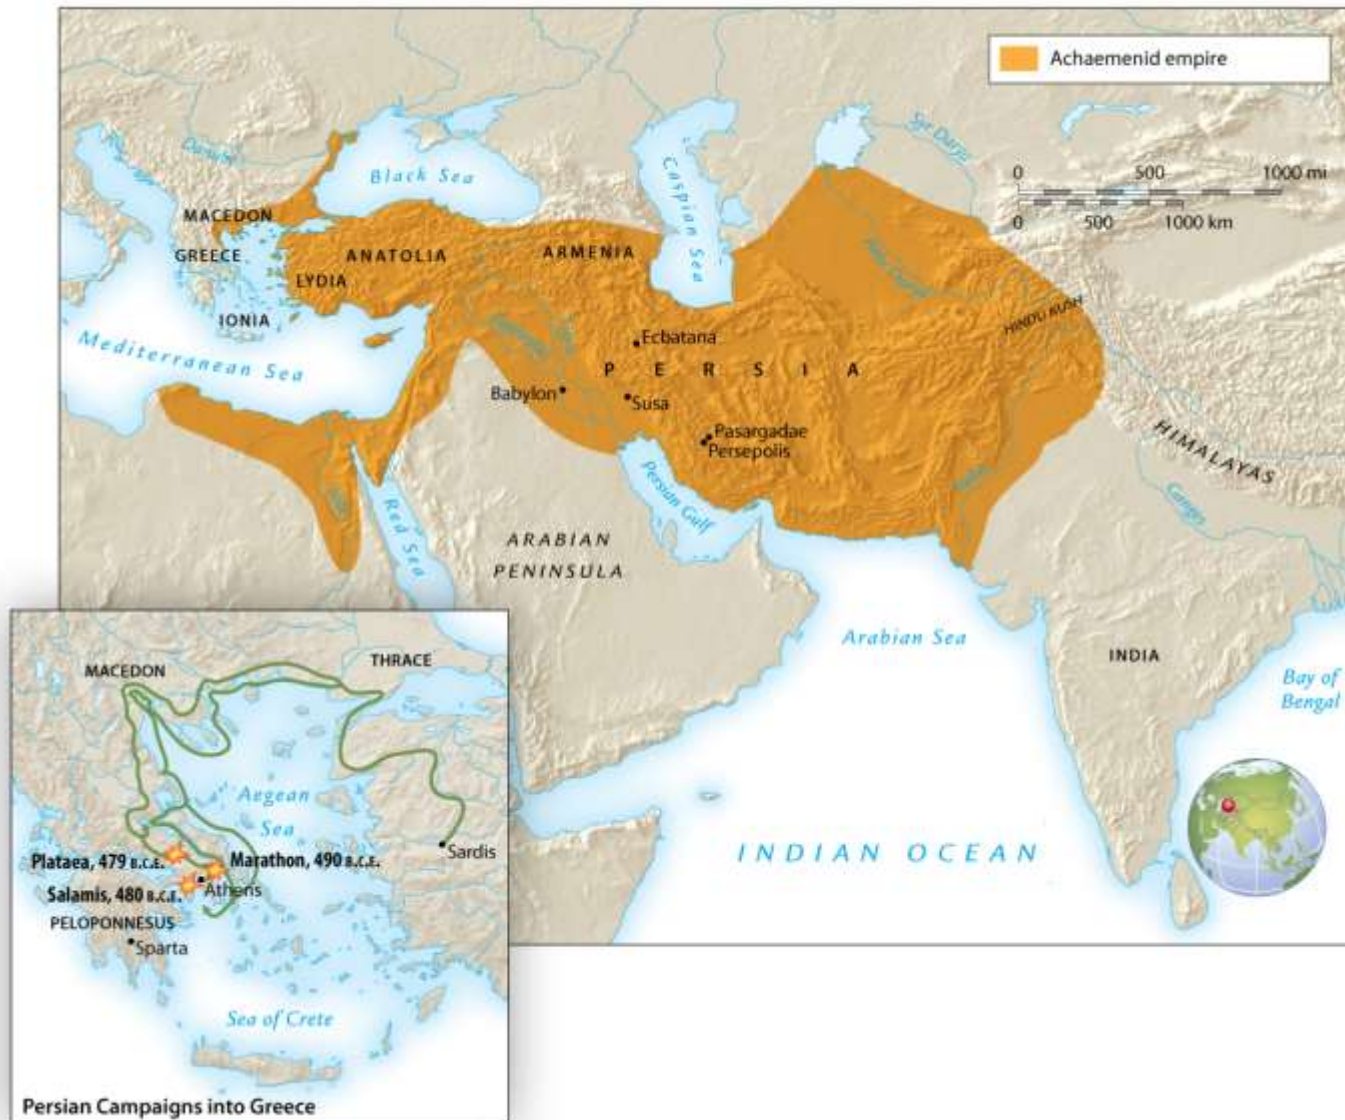 Achaemenid empire
Syr Darya
0 500 1000 mi
0 500 1000 km
Danube
Black Sea
Caspian Sea
MACEDON
GREECE
ANATOLIA
ARMENIA
LYDIA
IONIA
HINDU KUSH
Mediterranean Sea
Ecbatana
PERSIA
Babylon
Susa
Pasargadae
Persepolis
HIMALAYAS
Persian Gulf
Ganges
Red Sea
ARABIAN
PENINSULA
Arabian Sea
INDIA
Bay of
Bengal
INDIAN OCEAN
MACEDON
THRACE
Aegean
Sea
Plataea, 479 B.C.E.
Marathon, 490 B.C.E.
Sardis
Salamis, 480 B.C.E.
Athens
PELOPONNESUS
Sparta
Sea of Crete
Persian Campaigns into Greece